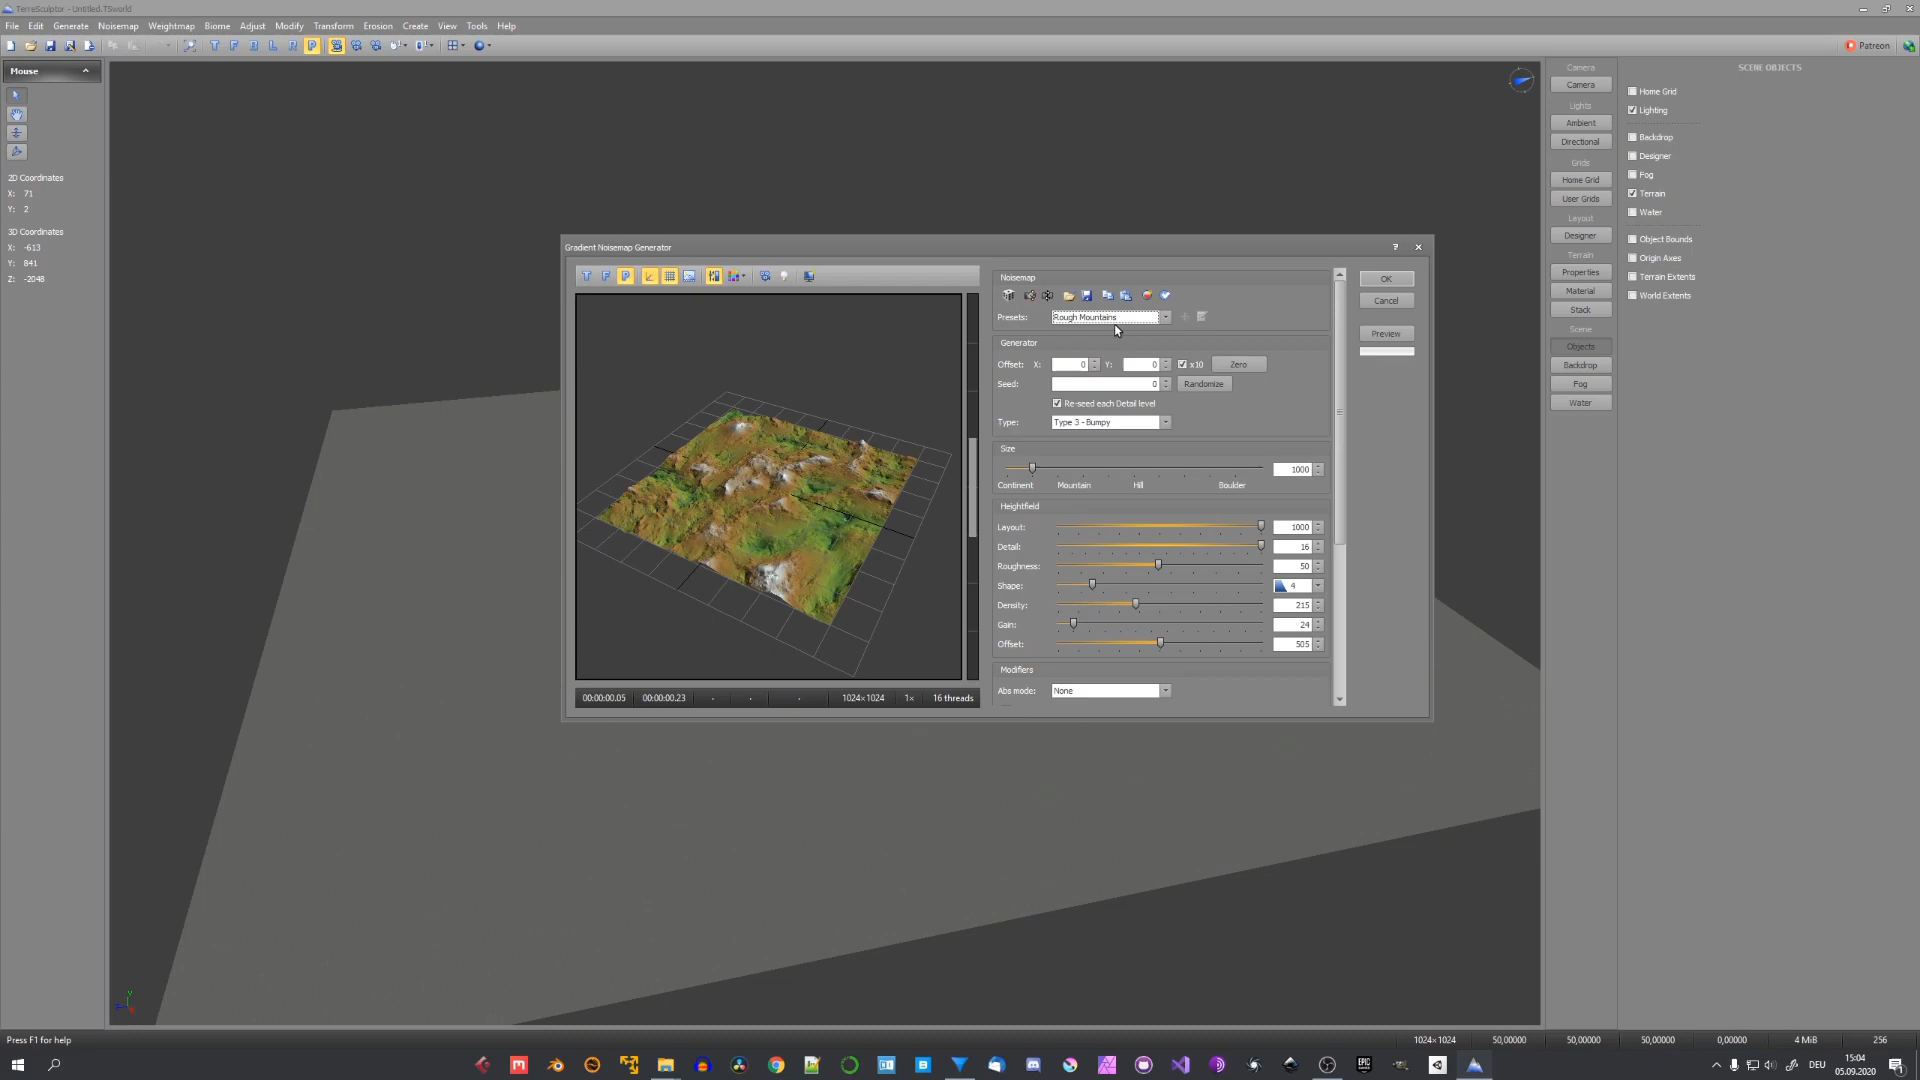 TerreSculptor - Untitled.TSworld
File Edit Generate Noisemap Weightmap Biome Adjust Modify Transform Erosion Create View Tools Help
T F B L R P
Patreon
Mouse
2D Coordinates
X: 71
Y: 2
3D Coordinates
X: -613
Y: 841
Z: -2048
Gradient Noisemap Generator
? ×
T F P
00:00:00.05 00:00:00.23 - - - 1024×1024 1× 16 threads
Noisemap
Presets: Rough Mountains
Generator
Offset: X: 0 Y: 0 x10 Zero
Seed: 0 Randomize
Re-seed each Detail level
Type: Type 3 - Bumpy
Size
1000
Continent Mountain Hill Boulder
Heightfield
Layout: 1000
Detail: 16
Roughness: 50
Shape: 4
Density: 215
Gain: 24
Offset: 505
Modifiers
Abs mode: None
OK
Cancel
Preview
Camera
Camera
Lights
Ambient
Directional
Grids
Home Grid
User Grids
Layout
Designer
Terrain
Properties
Material
Stack
Scene
Objects
Backdrop
Fog
Water
SCENE OBJECTS
Home Grid
Lighting
Backdrop
Designer
Fog
Terrain
Water
Object Bounds
Origin Axes
Terrain Extents
World Extents
Press F1 for help
1024×1024 50,00000 50,00000 50,00000 0,00000 4 MiB 256
DEU
15:04
05.09.2020